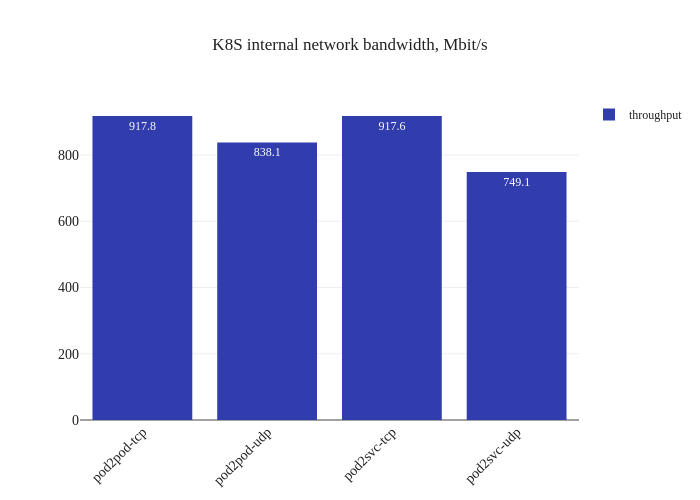 K8S internal network bandwidth, Mbit/s
throughput
917.8
838.1
917.6
749.1
800
600
400
200
0
pod2pod-tcp
pod2pod-udp
pod2svc-tcp
pod2svc-udp